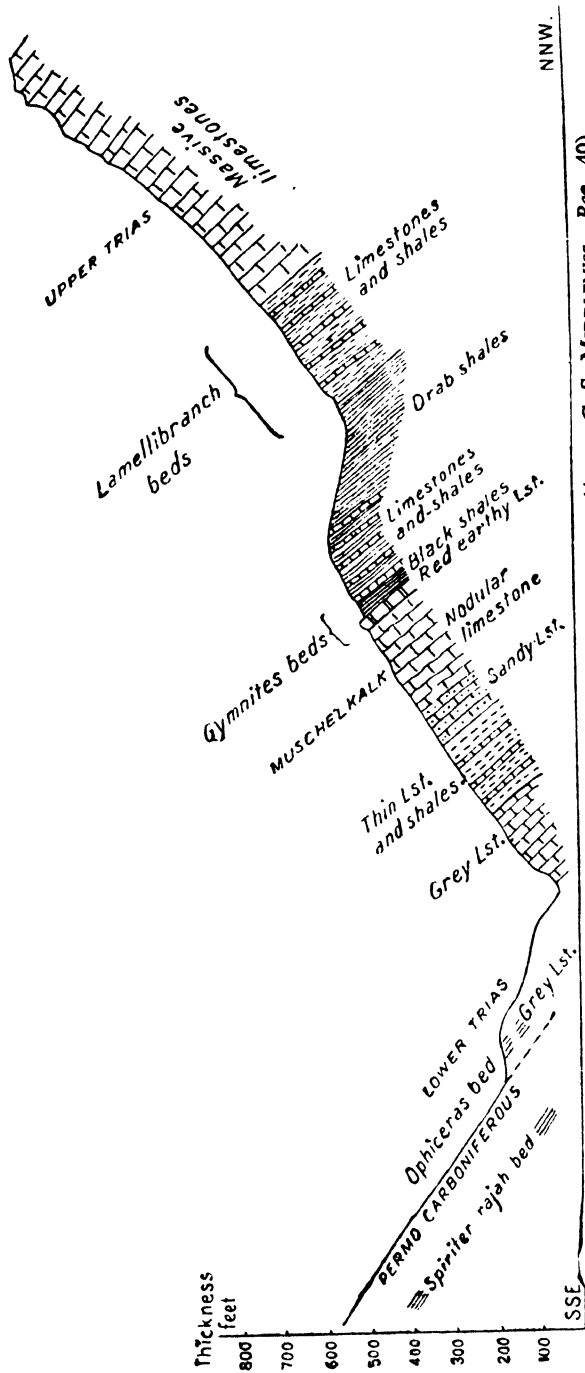 Thickness
feet
800
700
600
500
400
300
200
100
SSE
PERMO CARBONIFEROUS
Spirifer rajah bed
LOWER TRIAS
Ophiceras bed
Grey Lst.
Grey Lst.
Thin Lst.
and shales
MUSCHELKALK
Sandy Lst.
Nodular
limestone
Gymnites beds
Red earthy Lst.
Black shales
Limestones
and shales
Drab shales
Lamellibranch
beds
Limestones
and shales
UPPER TRIAS
Massive
limestones
NNW.